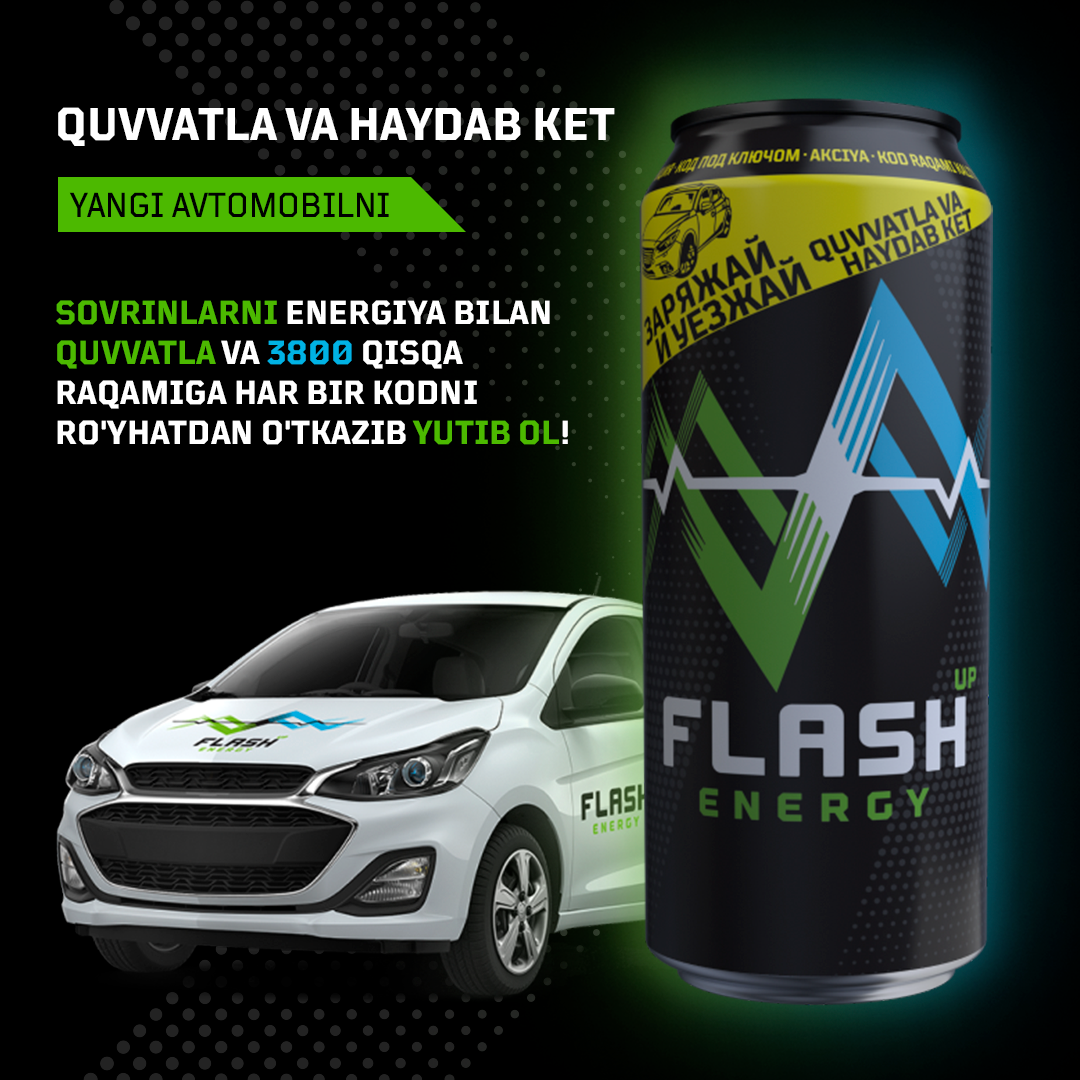 QUVVATLA VA HAYDAB KET
YANGI AVTOMOBILNI
SOVRINLARNI ENERGIYA BILAN
QUVVATLA VA 3800 QISQA
RAQAMIGA HAR BIR KODNI
RO'YHATDAN O'TKAZIB YUTIB OL!
КОД ПОД КЛЮЧОМ · AKCIYA · KOD RAQAMI
ЗАРЯЖАЙ
И УЕЗЖАЙ
QUVVATLA VA
HAYDAB KET
UP
FLASH
ENERGY
FLASH
ENERGY
FLASH
ENERGY